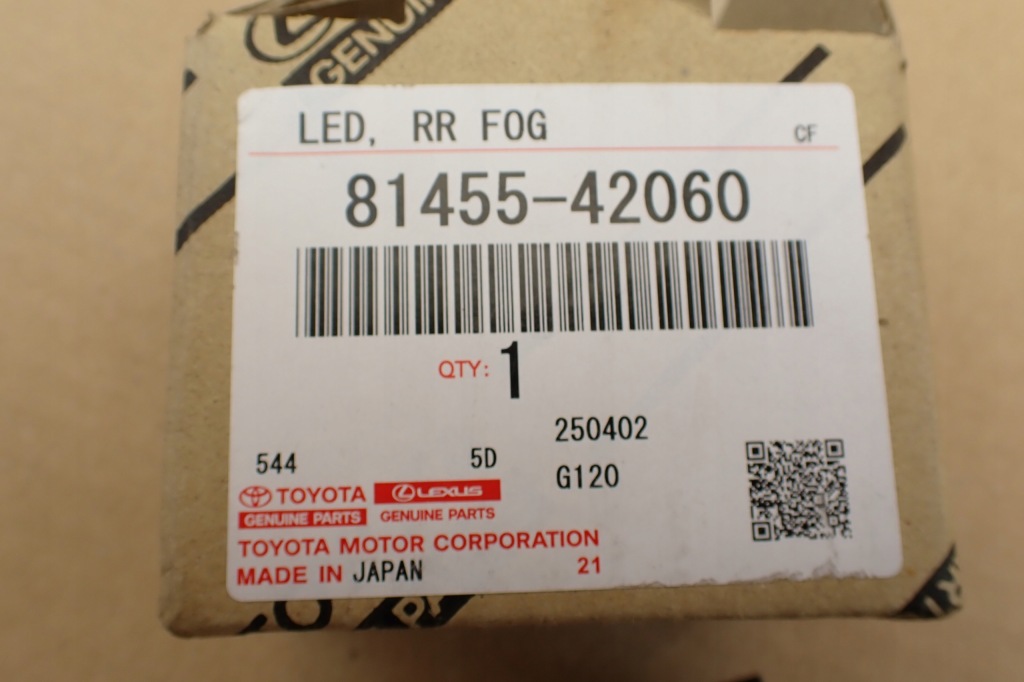 GENUIN
LED, RR FOG CF
81455-42060
QTY: 1
250402
544 5D
G120
TOYOTA LEXUS
GENUINE PARTS GENUINE PARTS
TOYOTA MOTOR CORPORATION
MADE IN JAPAN 21